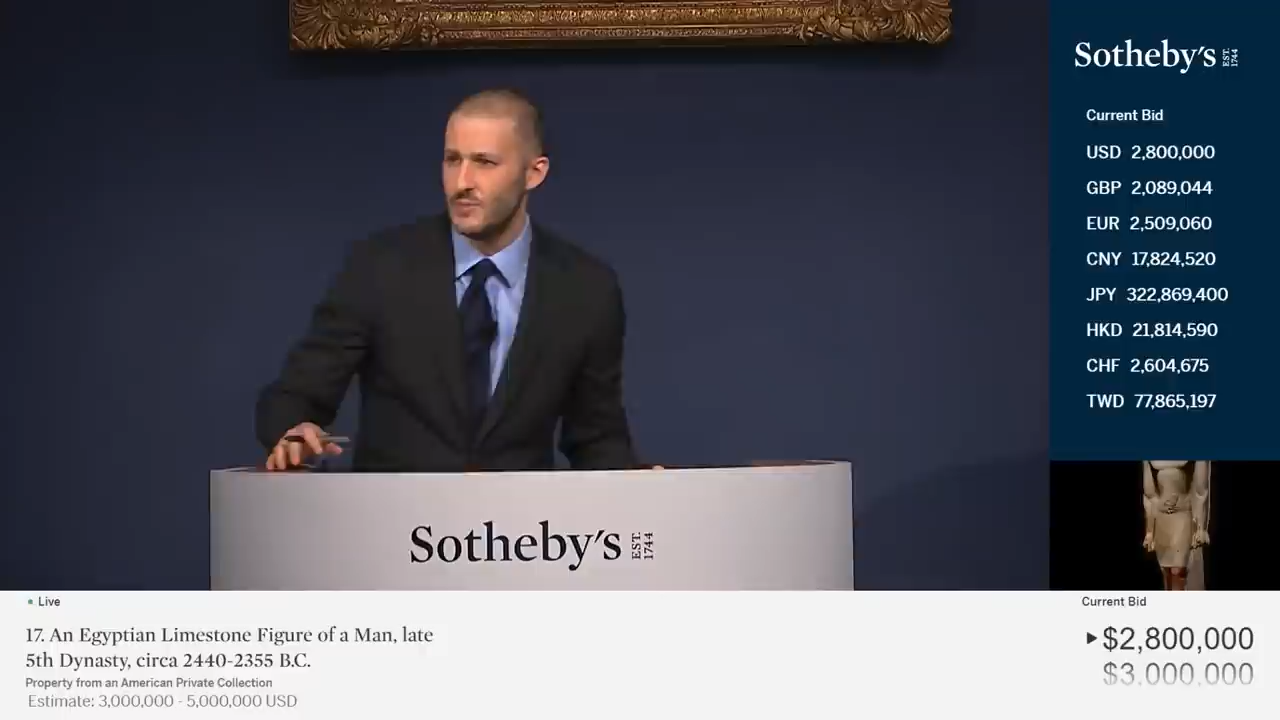 Sotheby's EST. 1744
Current Bid
USD 2,800,000
GBP 2,089,044
EUR 2,509,060
CNY 17,824,520
JPY 322,869,400
HKD 21,814,590
CHF 2,604,675
TWD 77,865,197
Sotheby's EST. 1744
Live
17. An Egyptian Limestone Figure of a Man, late
5th Dynasty, circa 2440-2355 B.C.
Property from an American Private Collection
Estimate: 3,000,000 - 5,000,000 USD
Current Bid
$2,800,000
$3,000,000